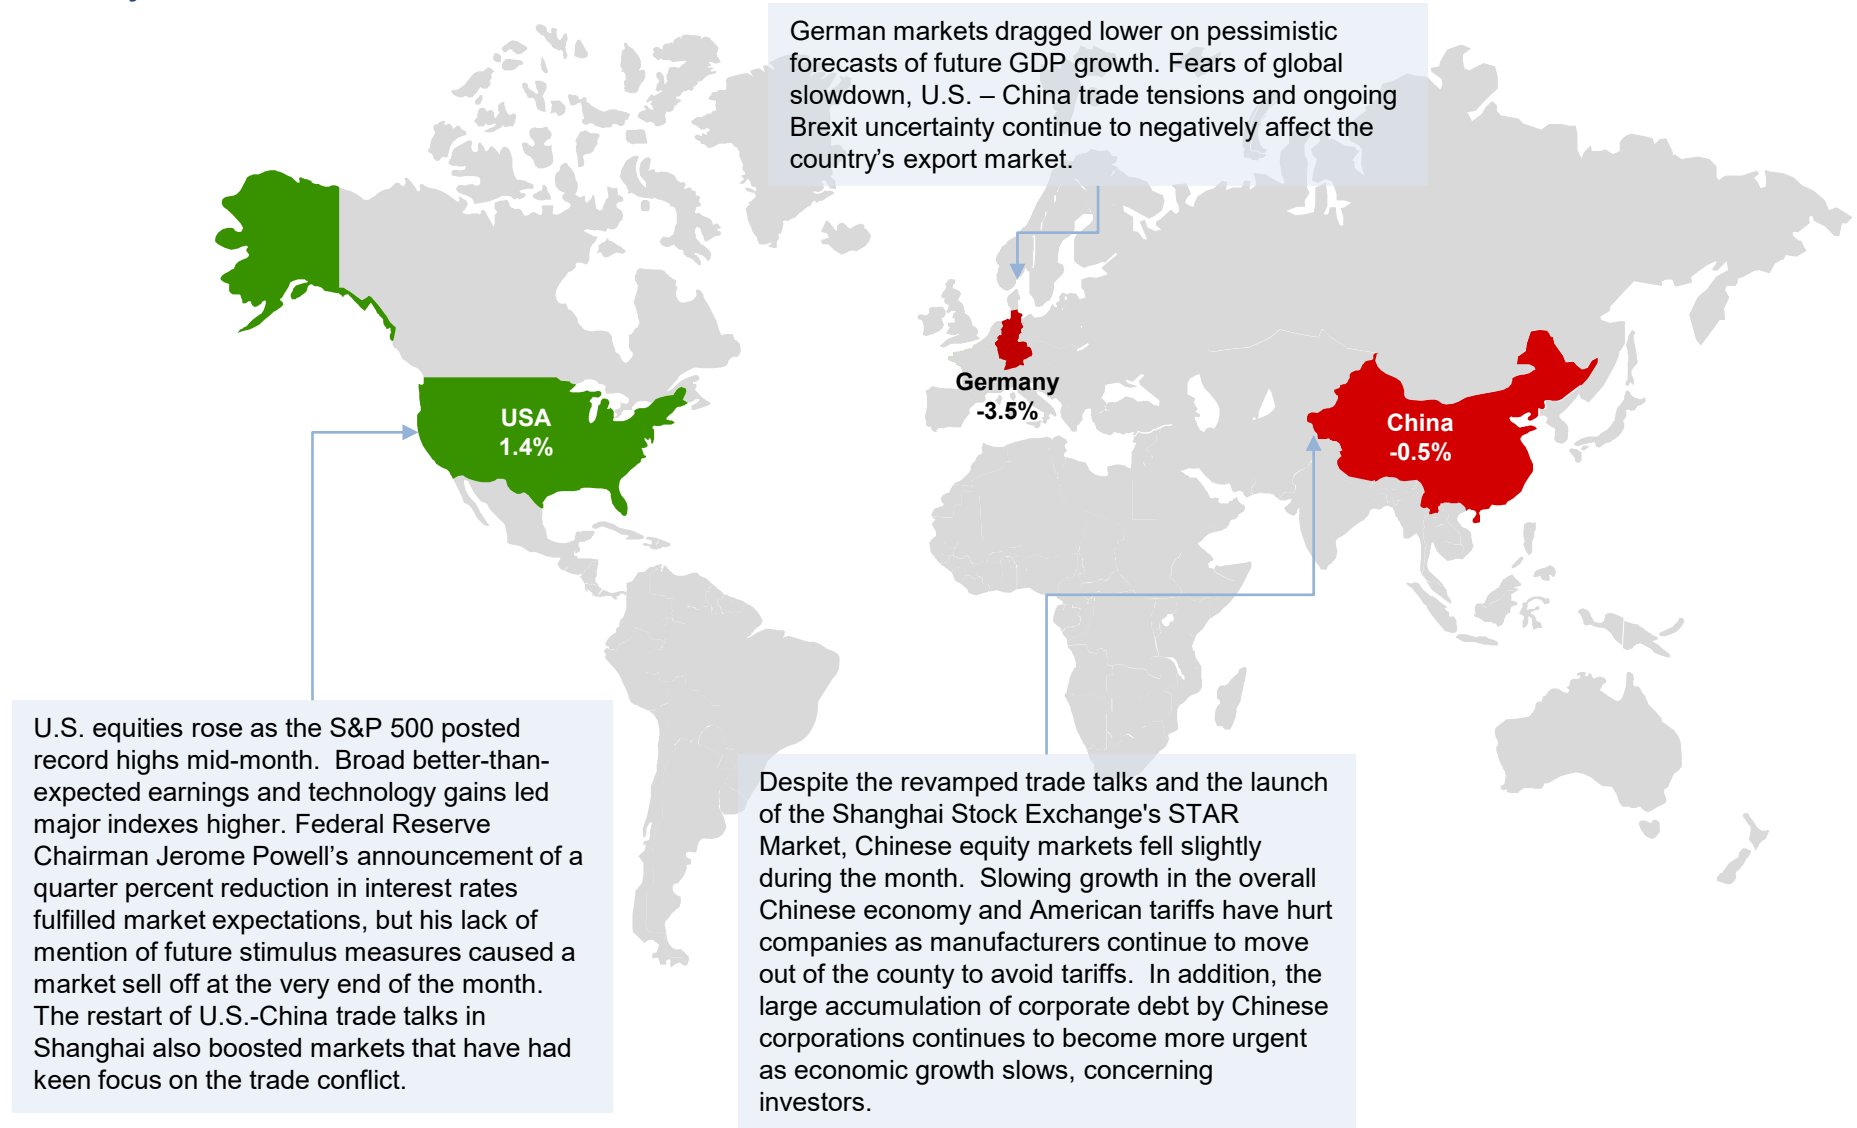 German markets dragged lower on pessimistic
forecasts of future GDP growth. Fears of global
slowdown, U.S. – China trade tensions and ongoing
Brexit uncertainty continue to negatively affect the
country’s export market.
USA
1.4%
Germany
-3.5%
China
-0.5%
U.S. equities rose as the S&P 500 posted
record highs mid-month.  Broad better-than-
expected earnings and technology gains led
major indexes higher. Federal Reserve
Chairman Jerome Powell’s announcement of a
quarter percent reduction in interest rates
fulfilled market expectations, but his lack of
mention of future stimulus measures caused a
market sell off at the very end of the month.
The restart of U.S.-China trade talks in
Shanghai also boosted markets that have had
keen focus on the trade conflict.
Despite the revamped trade talks and the launch
of the Shanghai Stock Exchange's STAR
Market, Chinese equity markets fell slightly
during the month.  Slowing growth in the overall
Chinese economy and American tariffs have hurt
companies as manufacturers continue to move
out of the county to avoid tariffs.  In addition, the
large accumulation of corporate debt by Chinese
corporations continues to become more urgent
as economic growth slows, concerning
investors.